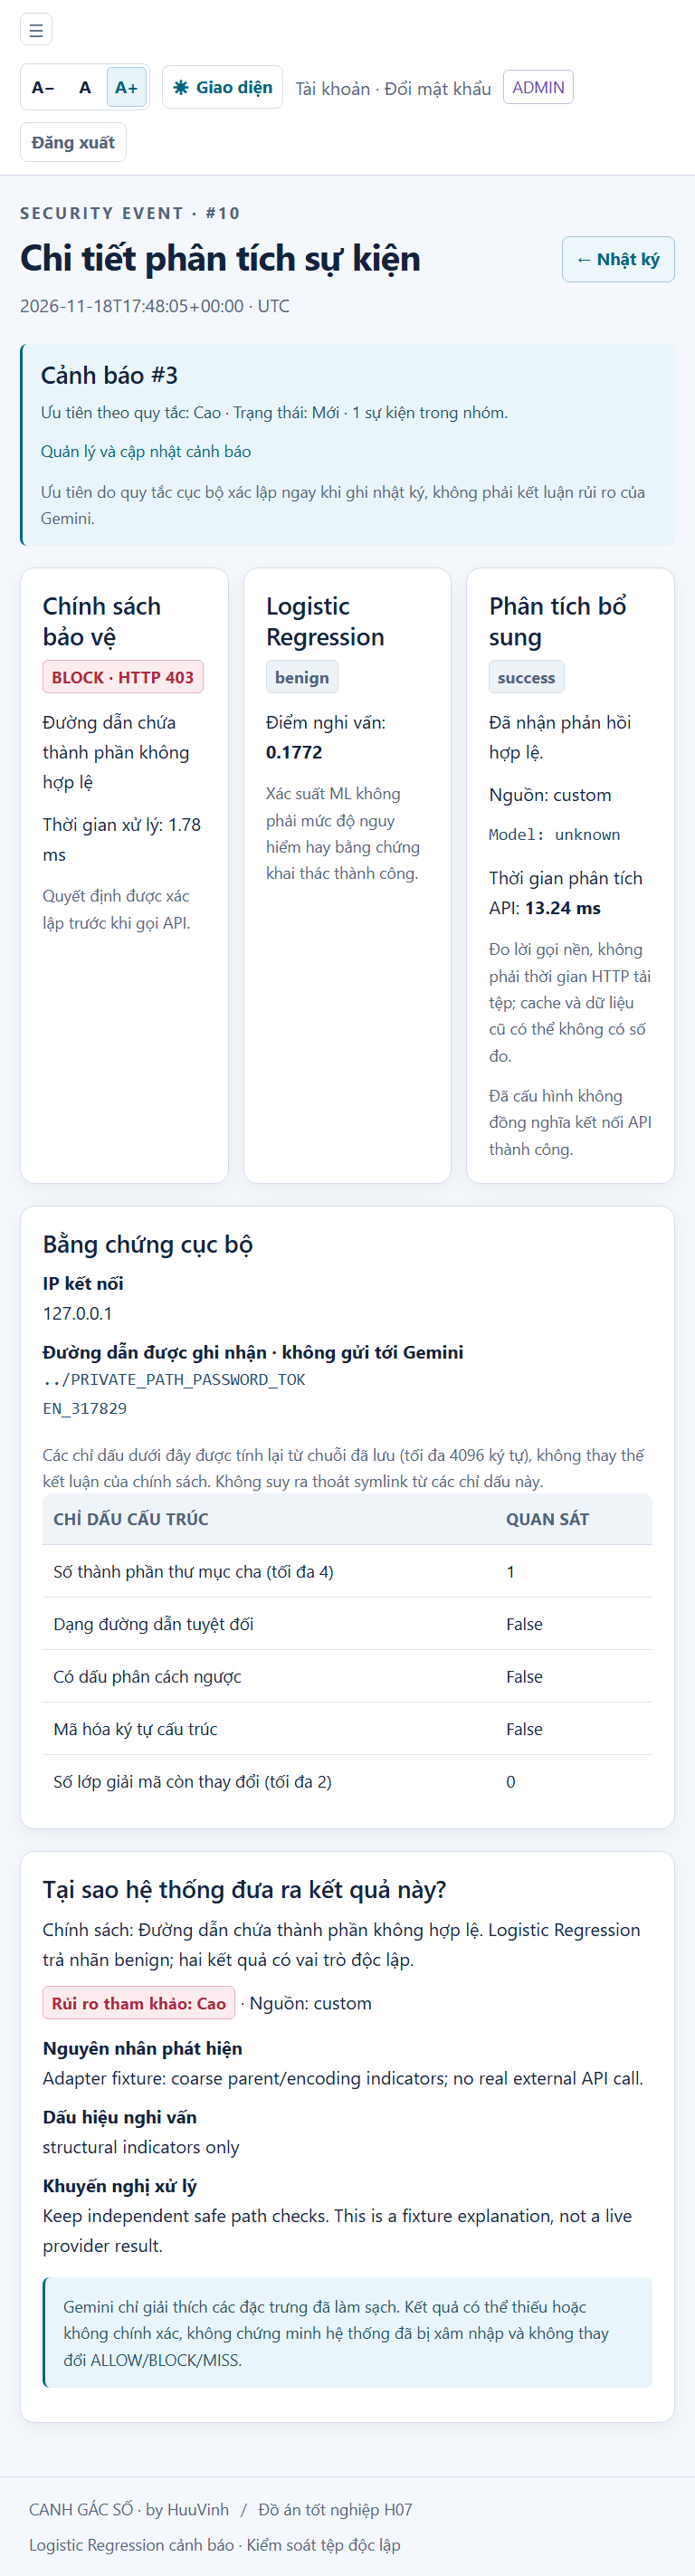 ☰
A− A A+ ☀ Giao diện Tài khoản · Đổi mật khẩu ADMIN
Đăng xuất
SECURITY EVENT · #10
Chi tiết phân tích sự kiện
← Nhật ký
2026-11-18T17:48:05+00:00 · UTC
Cảnh báo #3
Ưu tiên theo quy tắc: Cao · Trạng thái: Mới · 1 sự kiện trong nhóm.
Quản lý và cập nhật cảnh báo
Ưu tiên do quy tắc cục bộ xác lập ngay khi ghi nhật ký, không phải kết luận rủi ro của
Gemini.
Chính sách
bảo vệ
BLOCK · HTTP 403
Đường dẫn chứa
thành phần không
hợp lệ
Thời gian xử lý: 1.78
ms
Quyết định được xác
lập trước khi gọi API.
Logistic
Regression
benign
Điểm nghi vấn:
0.1772
Xác suất ML không
phải mức độ nguy
hiểm hay bằng chứng
khai thác thành công.
Phân tích bổ
sung
success
Đã nhận phản hồi
hợp lệ.
Nguồn: custom
Model: unknown
Thời gian phân tích
API: 13.24 ms
Đo lời gọi nền, không
phải thời gian HTTP tải
tệp; cache và dữ liệu
cũ có thể không có số
đo.
Đã cấu hình không
đồng nghĩa kết nối API
thành công.
Bằng chứng cục bộ
IP kết nối
127.0.0.1
Đường dẫn được ghi nhận · không gửi tới Gemini
../PRIVATE_PATH_PASSWORD_TOK
EN_317829
Các chỉ dấu dưới đây được tính lại từ chuỗi đã lưu (tối đa 4096 ký tự), không thay thế
kết luận của chính sách. Không suy ra thoát symlink từ các chỉ dấu này.
CHỈ DẤU CẤU TRÚC QUAN SÁT
Số thành phần thư mục cha (tối đa 4) 1
Dạng đường dẫn tuyệt đối False
Có dấu phân cách ngược False
Mã hóa ký tự cấu trúc False
Số lớp giải mã còn thay đổi (tối đa 2) 0
Tại sao hệ thống đưa ra kết quả này?
Chính sách: Đường dẫn chứa thành phần không hợp lệ. Logistic Regression
trả nhãn benign; hai kết quả có vai trò độc lập.
Rủi ro tham khảo: Cao · Nguồn: custom
Nguyên nhân phát hiện
Adapter fixture: coarse parent/encoding indicators; no real external API call.
Dấu hiệu nghi vấn
structural indicators only
Khuyến nghị xử lý
Keep independent safe path checks. This is a fixture explanation, not a live
provider result.
Gemini chỉ giải thích các đặc trưng đã làm sạch. Kết quả có thể thiếu hoặc
không chính xác, không chứng minh hệ thống đã bị xâm nhập và không thay
đổi ALLOW/BLOCK/MISS.
CANH GÁC SỐ · by HuuVinh / Đồ án tốt nghiệp H07
Logistic Regression cảnh báo · Kiểm soát tệp độc lập